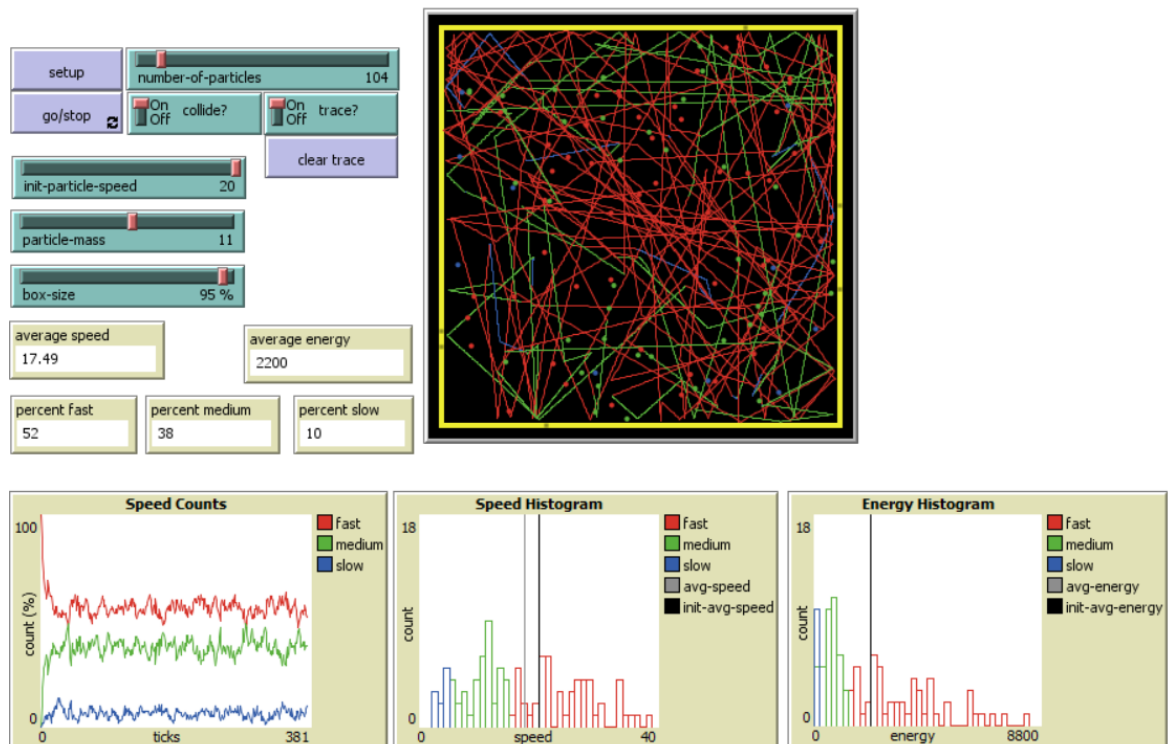 setup
number-of-particles 104
go/stop
On
Off
collide?
On
Off
trace?
clear trace
init-particle-speed 20
particle-mass 11
box-size 95 %
average speed
17.49
average energy
2200
percent fast
52
percent medium
38
percent slow
10
Speed Counts
100
count (%)
0
0 ticks 381
fast
medium
slow
Speed Histogram
18
count
0
0 speed 40
fast
medium
slow
avg-speed
init-avg-speed
Energy Histogram
18
count
0
0 energy 8800
fast
medium
slow
avg-energy
init-avg-energy